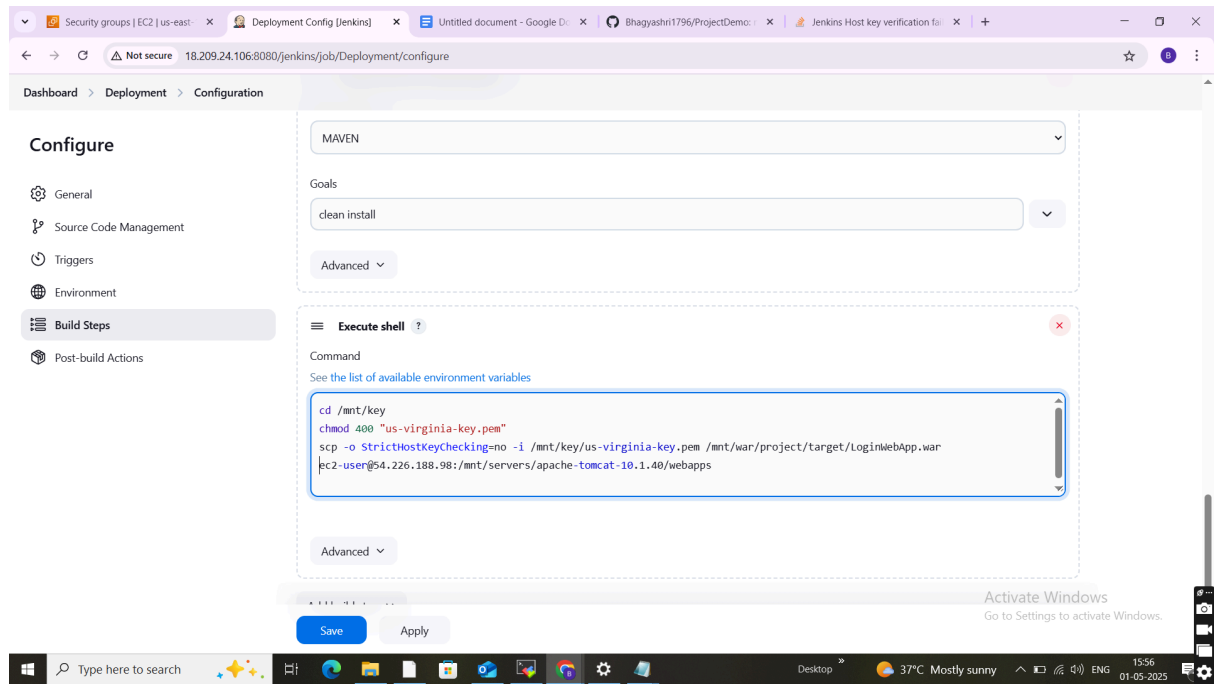 Security groups | EC2 | us-east-
Deployment Config [Jenkins]
Untitled document - Google Do
Bhagyashri1796/ProjectDemo:
Jenkins Host key verification fai
Not secure 18.209.24.106:8080/jenkins/job/Deployment/configure
B
Dashboard > Deployment > Configuration
Configure
General
Source Code Management
Triggers
Environment
Build Steps
Post-build Actions
MAVEN
Goals
clean install
Advanced
Execute shell ?
Command
See the list of available environment variables
cd /mnt/key
chmod 400 "us-virginia-key.pem"
scp -o StrictHostKeyChecking=no -i /mnt/key/us-virginia-key.pem /mnt/war/project/target/LoginWebApp.war
ec2-user@54.226.188.98:/mnt/servers/apache-tomcat-10.1.40/webapps
Advanced
Save
Apply
Activate Windows
Go to Settings to activate Windows.
Type here to search
Desktop
37°C Mostly sunny
ENG
15:56
01-05-2025